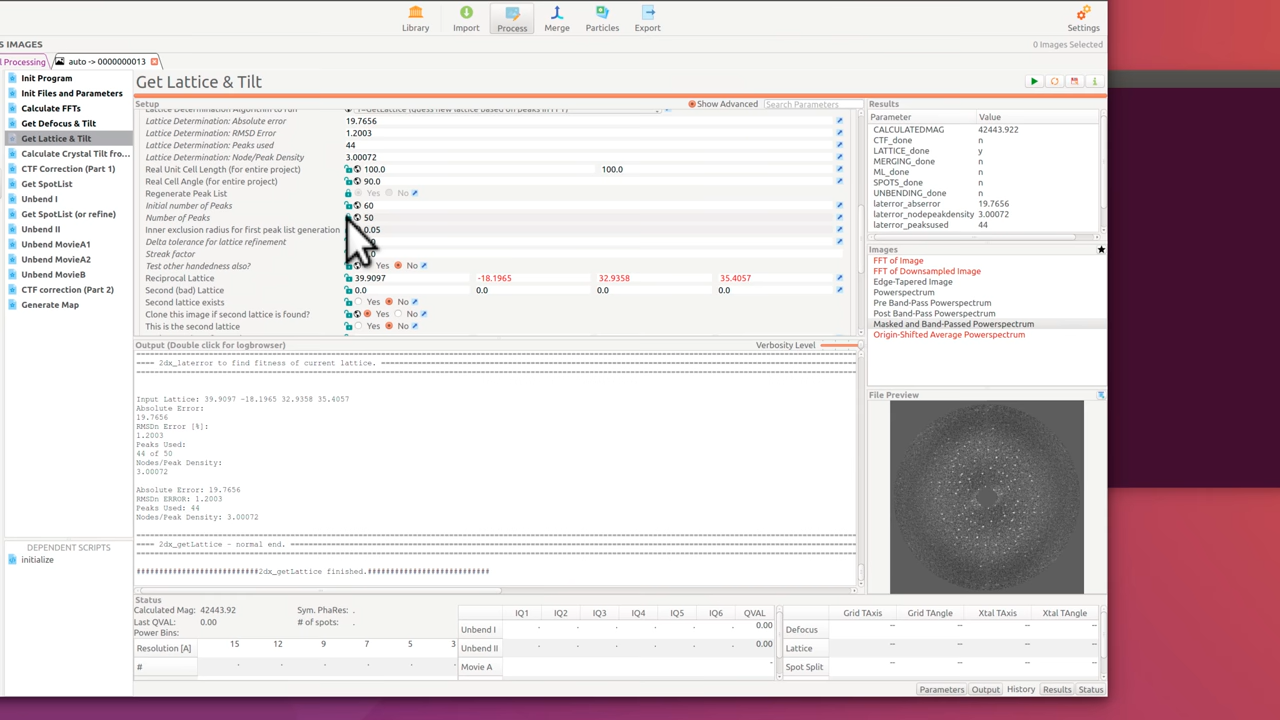 Library Import Process Merge Particles Export Settings
S IMAGES 0 Images Selected
l Processing auto -> 0000000013
Init Program
Init Files and Parameters
Calculate FFTs
Get Defocus & Tilt
Get Lattice & Tilt
Calculate Crystal Tilt fro...
CTF Correction (Part 1)
Get SpotList
Unbend I
Get SpotList (or refine)
Unbend II
Unbend MovieA1
Unbend MovieA2
Unbend MovieB
CTF correction (Part 2)
Generate Map
DEPENDENT SCRIPTS
initialize
Get Lattice & Tilt
Setup Show Advanced Search Parameters
Lattice Determination: Absolute error 19.7656
Lattice Determination: RMSD Error 1.2003
Lattice Determination: Peaks used 44
Lattice Determination: Node/Peak Density 3.00072
Real Unit Cell Length (for entire project) 100.0 100.0
Real Cell Angle (for entire project) 90.0
Regenerate Peak List Yes No
Initial number of Peaks 60
Number of Peaks 50
Inner exclusion radius for first peak list generation 0.05
Delta tolerance for lattice refinement
Streak factor
Test other handedness also? Yes No
Reciprocal Lattice 39.9097 -18.1965 32.9358 35.4057
Second (bad) Lattice 0.0 0.0 0.0 0.0
Second lattice exists Yes No
Clone this image if second lattice is found? Yes No
This is the second lattice Yes No
Output (Double click for logbrowser) Verbosity Level
==== 2dx_laterror to find fitness of current lattice.
Input Lattice: 39.9097 -18.1965 32.9358 35.4057
Absolute Error:
19.7656
RMSDn Error [%]:
1.2003
Peaks Used:
44 of 50
Nodes/Peak Density:
3.00072
Absolute Error: 19.7656
RMSDn ERROR: 1.2003
Peaks Used: 44
Node/Peak Density: 3.00072
==== 2dx_getLattice - normal end.
2dx_getLattice finished.
Status
Calculated Mag: 42443.92 Sym. PhaRes: .
Last QVAL: 0.00 # of spots: .
Power Bins:
Resolution [A] 15 12 9 7 5 3
# . . . . . .
IQ1 IQ2 IQ3 IQ4 IQ5 IQ6 QVAL
Unbend I . . . . . . 0.00
Unbend II . . . . . . 0.00
Movie A .
Grid TAxis Grid TAngle Xtal TAxis Xtal TAngle
Defocus -- -- -- --
Lattice -- -- -- --
Spot Split -- -- -- --
Results
Parameter Value
CALCULATEDMAG 42443.922
CTF_done n
LATTICE_done y
MERGING_done n
ML_done n
SPOTS_done n
UNBENDING_done n
laterror_abserror 19.7656
laterror_nodepeakdensity 3.00072
laterror_peaksused 44
Images
FFT of Image
FFT of Downsampled Image
Edge-Tapered Image
Powerspectrum
Pre Band-Pass Powerspectrum
Post Band-Pass Powerspectrum
Masked and Band-Passed Powerspectrum
Origin-Shifted Average Powerspectrum
File Preview
Parameters Output History Results Status